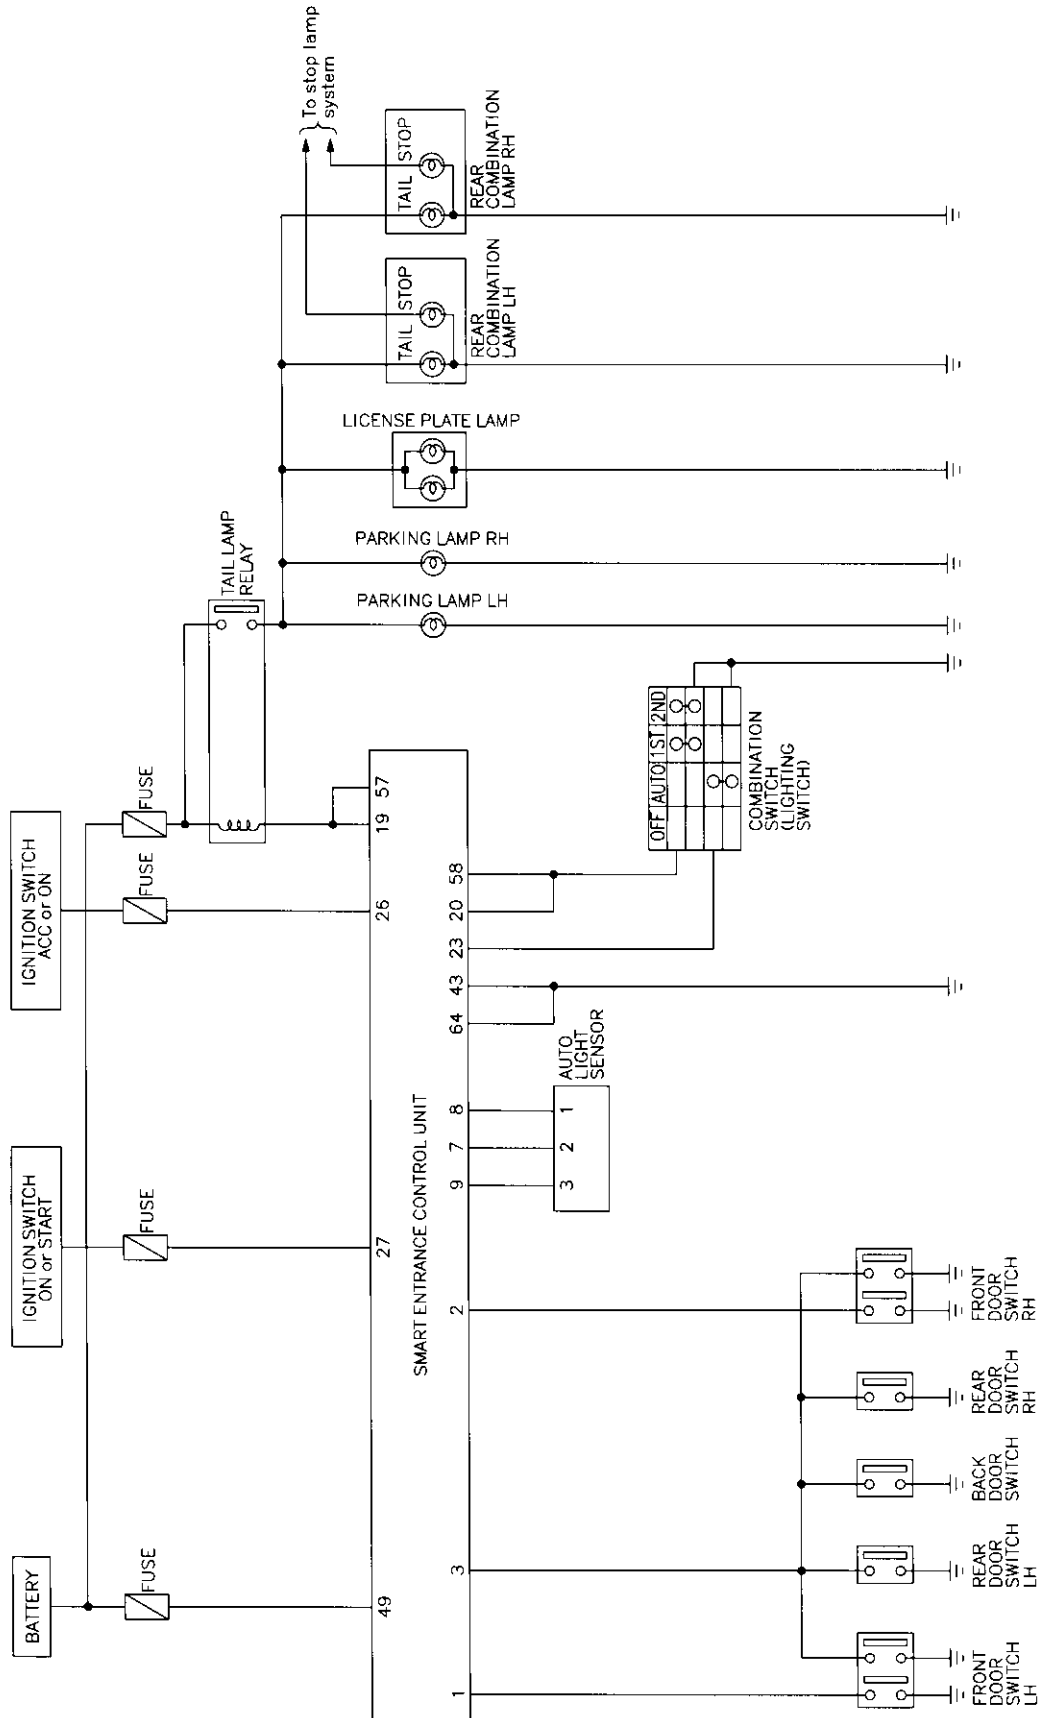 BATTERY
IGNITION SWITCH
ON or START
IGNITION SWITCH
ACC or ON
FUSE
FUSE
FUSE
FUSE
TAIL LAMP
RELAY
To stop lamp
system
49
27
26
19
57
SMART ENTRANCE CONTROL UNIT
1
3
2
9
7
8
64
43
23
20
58
3
2
1
AUTO
LIGHT
SENSOR
OFF
AUTO
1ST
2ND
COMBINATION
SWITCH
(LIGHTING
SWITCH)
PARKING LAMP LH
PARKING LAMP RH
LICENSE PLATE LAMP
TAIL
STOP
REAR
COMBINATION
LAMP LH
TAIL
STOP
REAR
COMBINATION
LAMP RH
FRONT
DOOR
SWITCH
LH
REAR
DOOR
SWITCH
LH
BACK
DOOR
SWITCH
REAR
DOOR
SWITCH
RH
FRONT
DOOR
SWITCH
RH